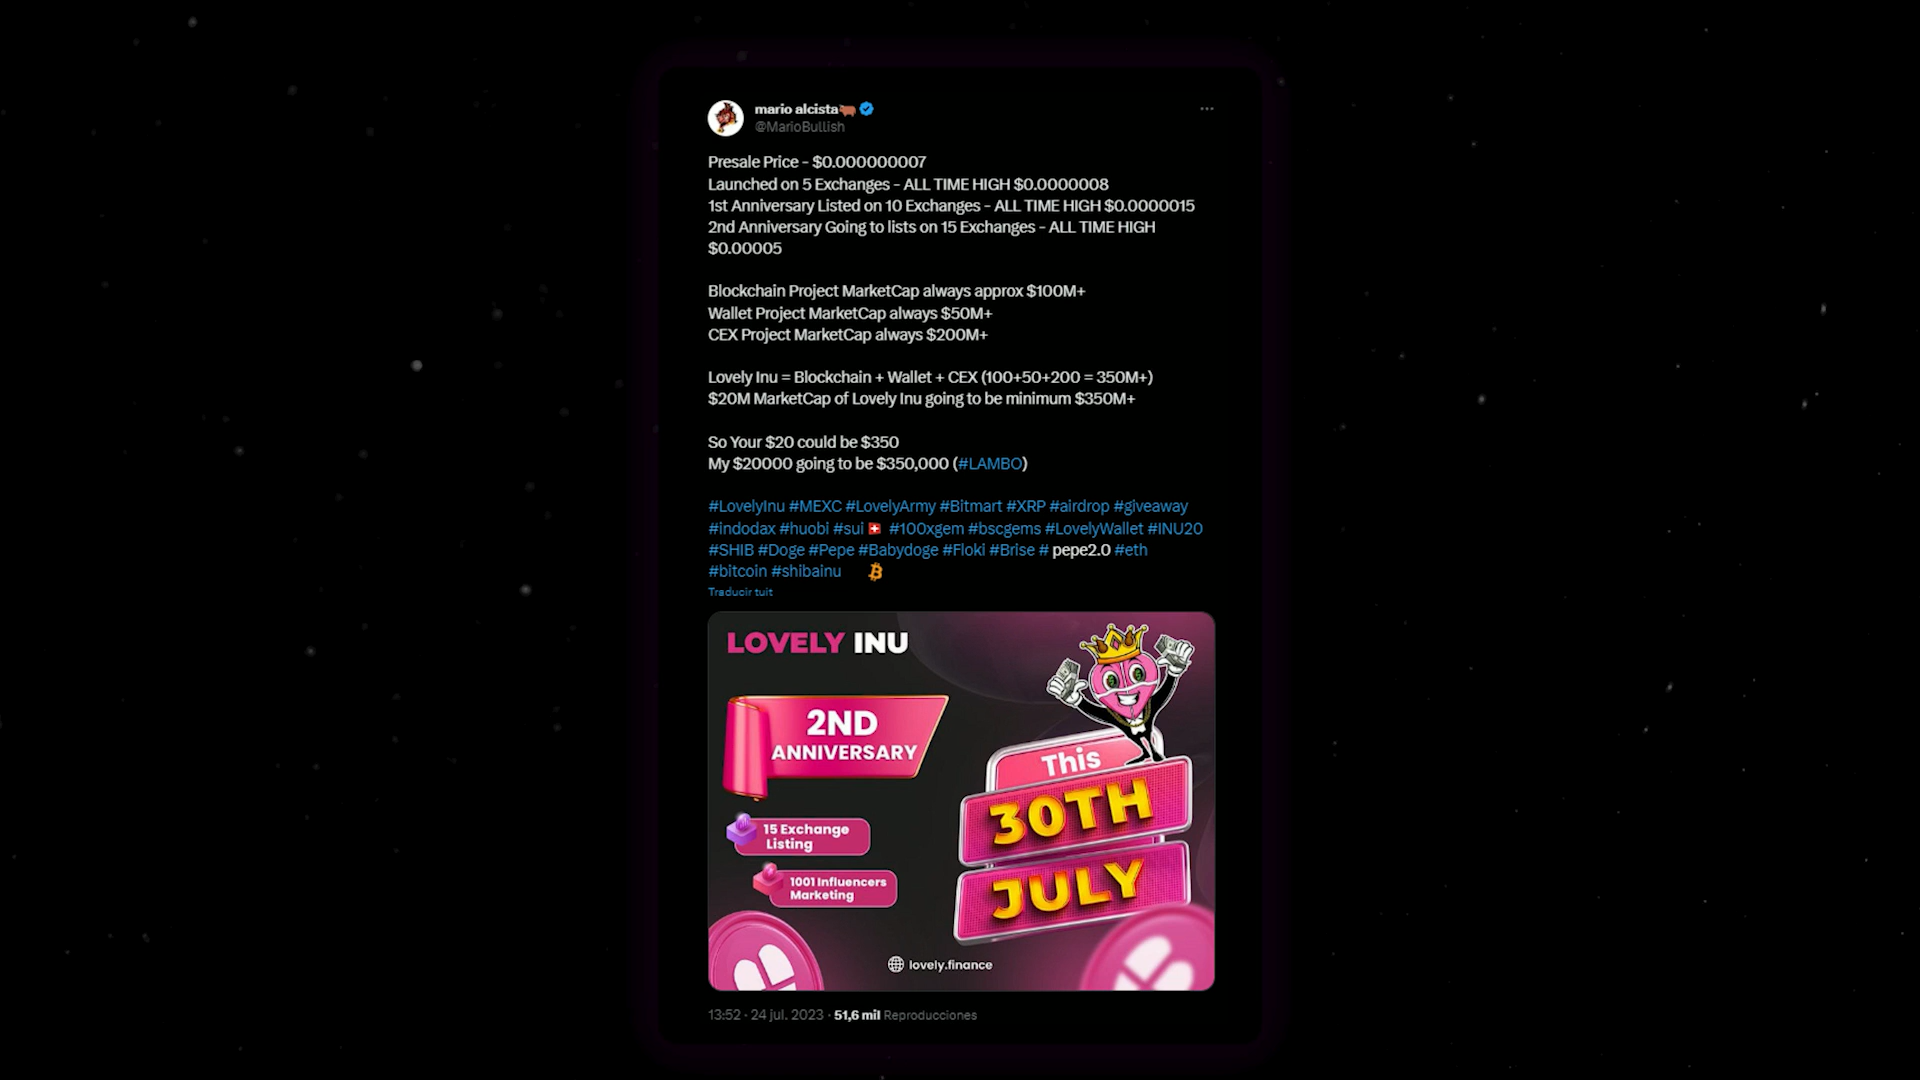 mario alcista
@MarioBullish
Presale Price - $0.000000007
Launched on 5 Exchanges - ALL TIME HIGH $0.0000008
1st Anniversary Listed on 10 Exchanges - ALL TIME HIGH $0.0000015
2nd Anniversary Going to lists on 15 Exchanges - ALL TIME HIGH
$0.00005
Blockchain Project MarketCap always approx $100M+
Wallet Project MarketCap always $50M+
CEX Project MarketCap always $200M+
Lovely Inu = Blockchain + Wallet + CEX (100+50+200 = 350M+)
$20M MarketCap of Lovely Inu going to be minimum $350M+
So Your $20 could be $350
My $20000 going to be $350,000 (#LAMBO)
#LovelyInu #MEXC #LovelyArmy #Bitmart #XRP #airdrop #giveaway
#indodax #huobi #sui #100xgem #bscgems #LovelyWallet #INU20
#SHIB #Doge #Pepe #Babydoge #Floki #Brise # pepe2.0 #eth
#bitcoin #shibainu
Traducir tuit
LOVELY INU
2ND
ANNIVERSARY
15 Exchange
Listing
1001 Influencers
Marketing
This
30TH
JULY
lovely.finance
13:52 · 24 jul. 2023 · 51,6 mil Reproducciones